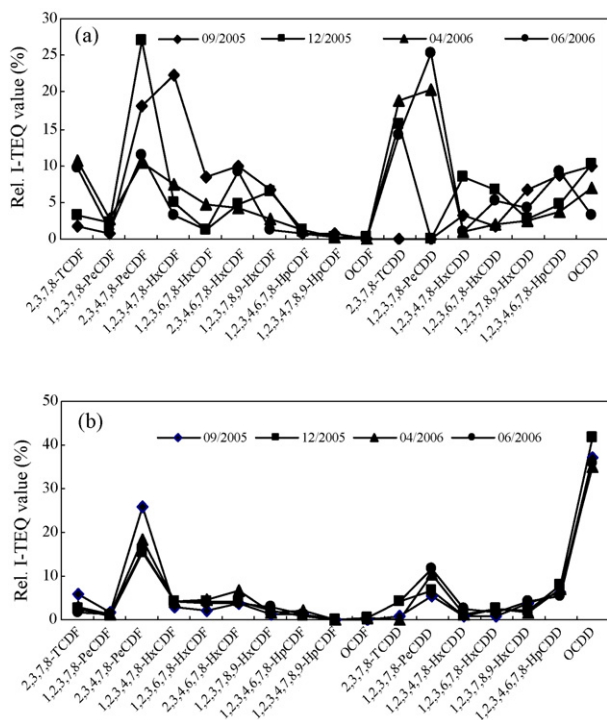 (a)
Rel. I-TEQ value (%)
30
25
20
15
10
5
0
09/2005 12/2005 04/2006 06/2006
2,3,7,8-TCDF
1,2,3,7,8-PeCDF
2,3,4,7,8-PeCDF
1,2,3,4,7,8-HxCDF
1,2,3,6,7,8-HxCDF
2,3,4,6,7,8-HxCDF
1,2,3,7,8,9-HxCDF
1,2,3,4,6,7,8-HpCDF
1,2,3,4,7,8,9-HpCDF
OCDF
2,3,7,8-TCDD
1,2,3,7,8-PeCDD
1,2,3,4,7,8-HxCDD
1,2,3,6,7,8-HxCDD
1,2,3,7,8,9-HxCDD
1,2,3,4,6,7,8-HpCDD
OCDD
(b)
Rel. I-TEQ value (%)
50
40
30
20
10
0
09/2005 12/2005 04/2006 06/2006
2,3,7,8-TCDF
1,2,3,7,8-PeCDF
2,3,4,7,8-PeCDF
1,2,3,4,7,8-HxCDF
1,2,3,6,7,8-HxCDF
2,3,4,6,7,8-HxCDF
1,2,3,7,8,9-HxCDF
1,2,3,4,6,7,8-HpCDF
1,2,3,4,7,8,9-HpCDF
OCDF
2,3,7,8-TCDD
1,2,3,7,8-PeCDD
1,2,3,4,7,8-HxCDD
1,2,3,6,7,8-HxCDD
1,2,3,7,8,9-HxCDD
1,2,3,4,6,7,8-HpCDD
OCDD